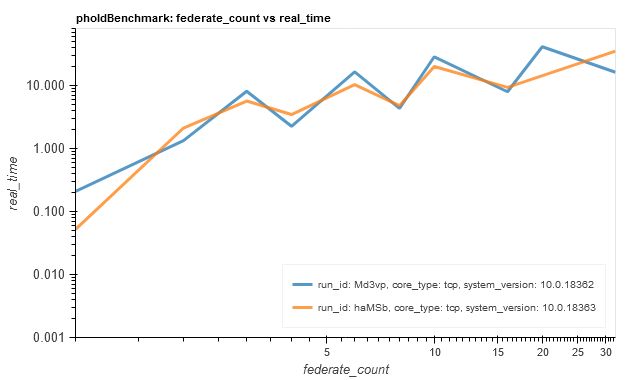 pholdBenchmark: federate_count vs real_time
10.000
1.000
0.100
0.010
0.001
real_time
run_id: Md3vp, core_type: tcp, system_version: 10.0.18362
run_id: haMSb, core_type: tcp, system_version: 10.0.18363
5
10
15
20
25
30
federate_count